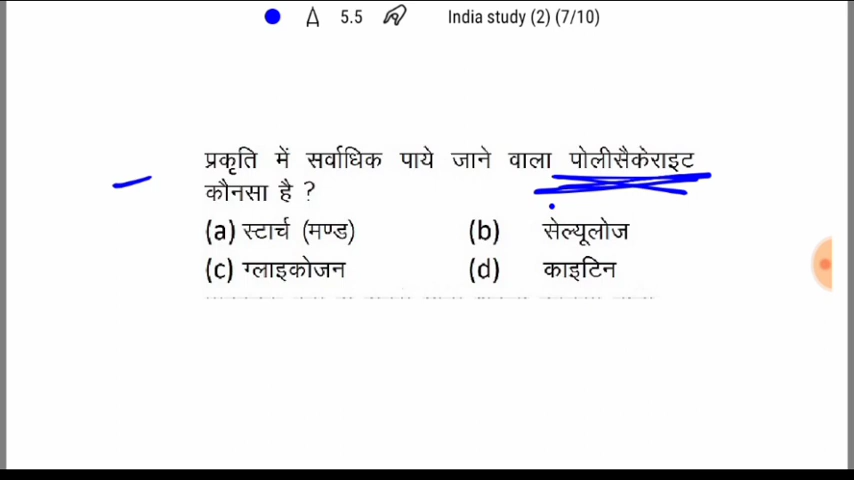 5.5 India study (2) (7/10)
प्रकृति में सर्वाधिक पाये जाने वाला पोलीसैकेराइट
कौनसा है ?
(a) स्टार्च (मण्ड) (b) सेल्यूलोज
(c) ग्लाइकोजन (d) काइटिन